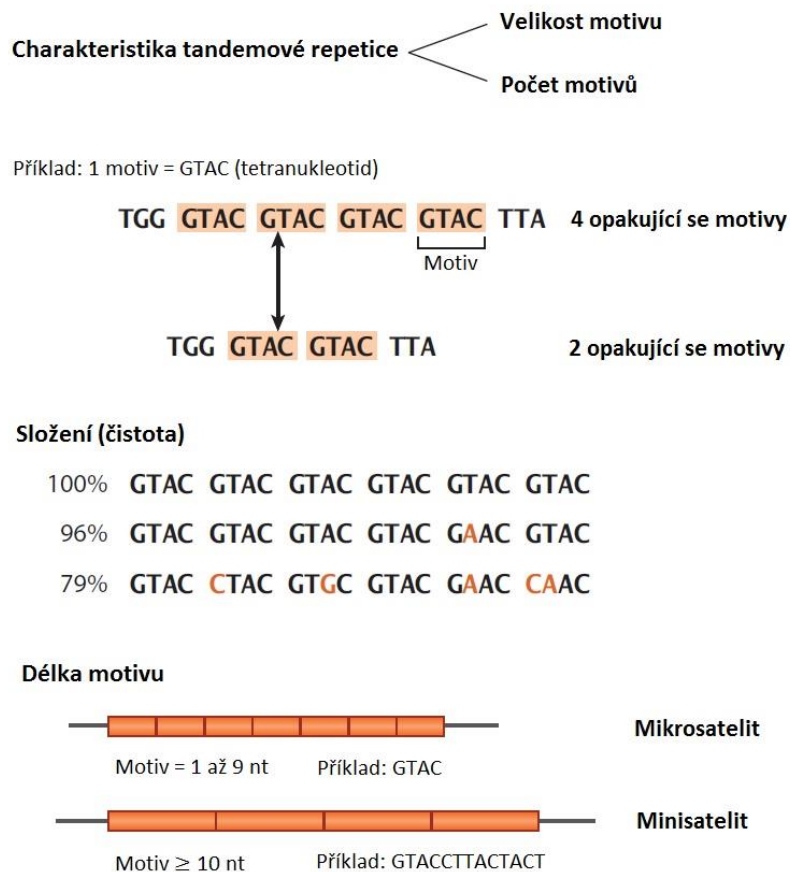 Velikost motivu
Charakteristika tandemové repetice
Počet motivů
Příklad: 1 motiv = GTAC (tetranukleotid)
TGG GTAC GTAC GTAC GTAC TTA 4 opakující se motivy
Motiv
TGG GTAC GTAC TTA 2 opakující se motivy
Složení (čistota)
100% GTAC GTAC GTAC GTAC GTAC GTAC
96% GTAC GTAC GTAC GTAC GAAC GTAC
79% GTAC CTAC GTGC GTAC GAAC CAAC
Délka motivu
Mikrosatelit
Motiv = 1 až 9 nt Příklad: GTAC
Minisatelit
Motiv ≥ 10 nt Příklad: GTACCTTACTACT